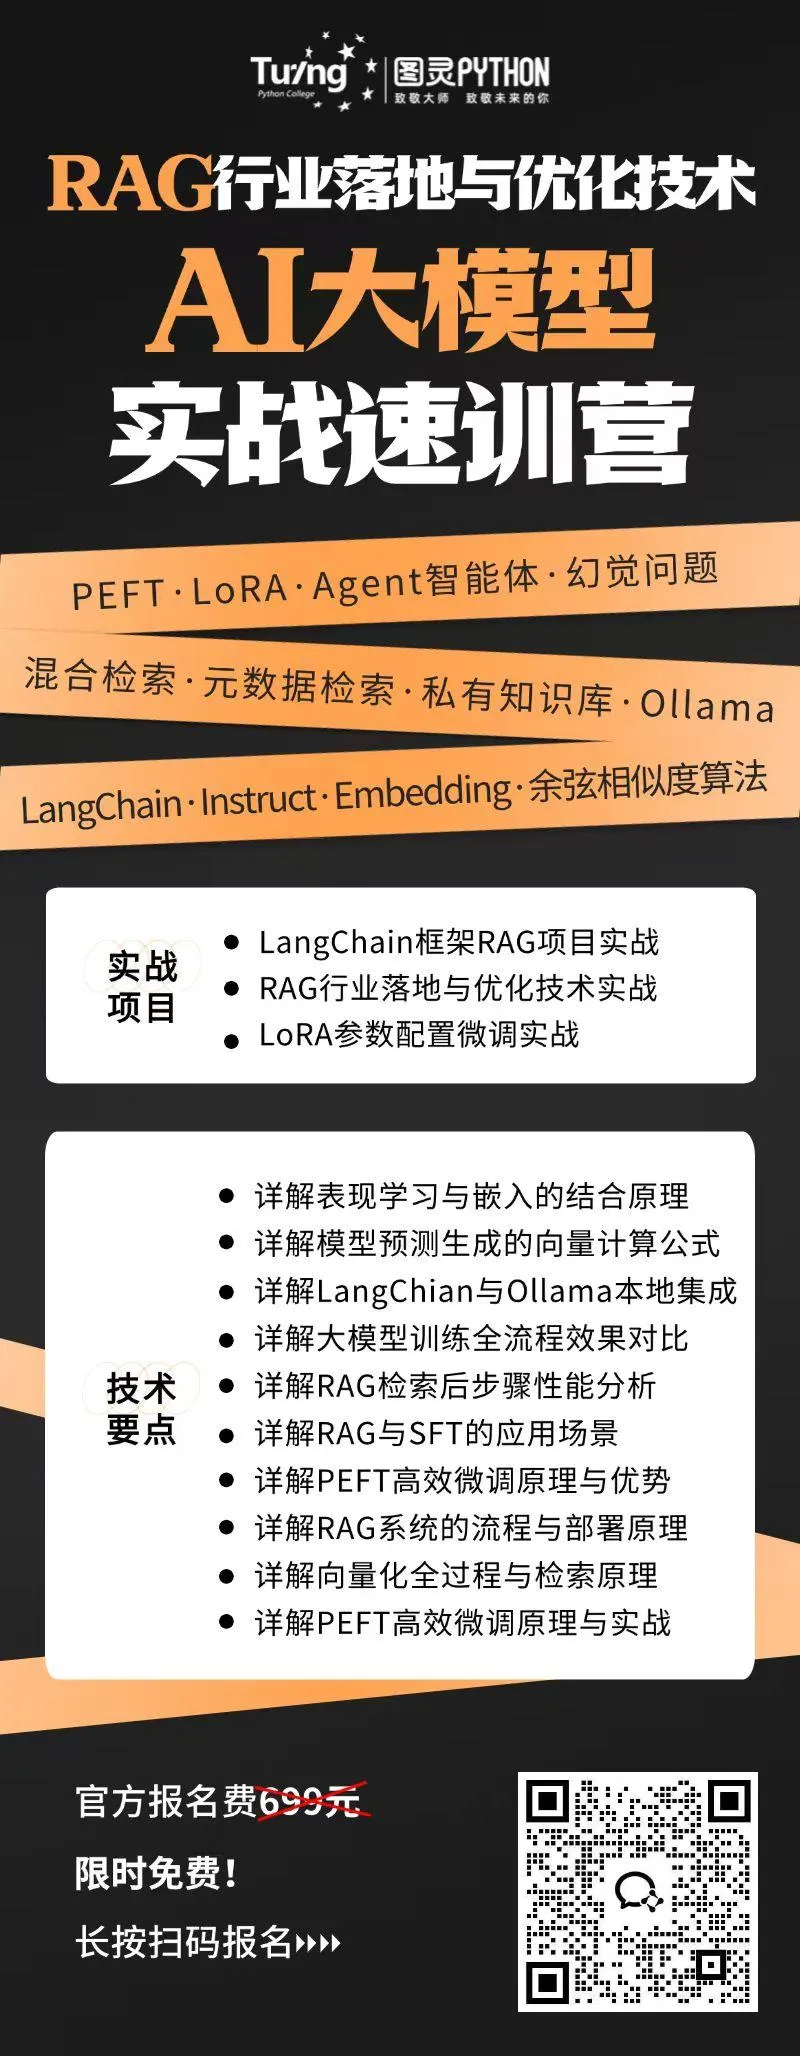 Turing
Python College
图灵PYTHON
致敬大师 致敬未来的你
RAG行业落地与优化技术
AI大模型
实战速训营
PEFT·LoRA·Agent智能体·幻觉问题
混合检索·元数据检索·私有知识库·Ollama
LangChain·Instruct·Embedding·余弦相似度算法
实战
项目
LangChain框架RAG项目实战
RAG行业落地与优化技术实战
LoRA参数配置微调实战
技术
要点
详解表现学习与嵌入的结合原理
详解模型预测生成的向量计算公式
详解LangChian与Ollama本地集成
详解大模型训练全流程效果对比
详解RAG检索后步骤性能分析
详解RAG与SFT的应用场景
详解PEFT高效微调原理与优势
详解RAG系统的流程与部署原理
详解向量化全过程与检索原理
详解PEFT高效微调原理与实战
官方报名费699元
限时免费！
长按扫码报名